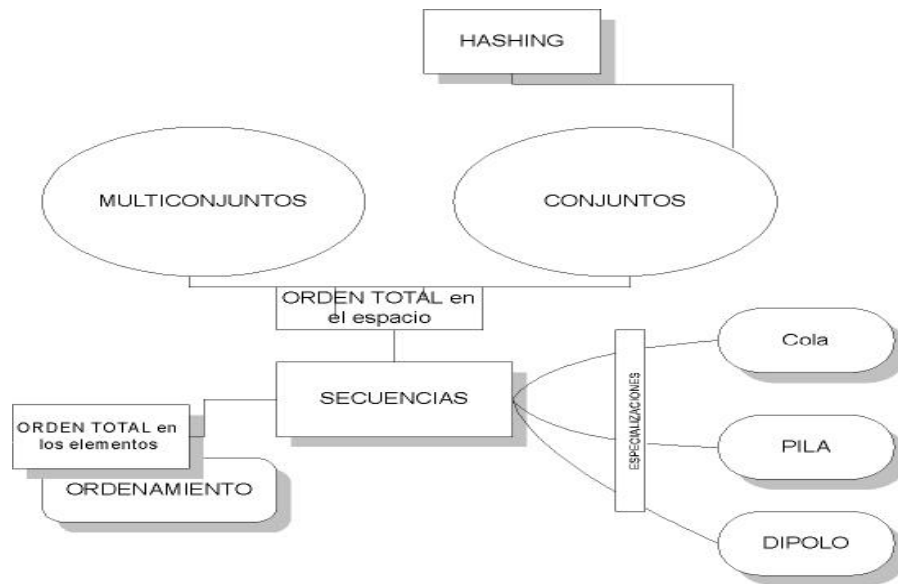 HASHING
MULTICONJUNTOS
CONJUNTOS
ORDEN TOTAL en
el espacio
SECUENCIAS
ESPECIALIZACIONES
Cola
PILA
DIPOLO
ORDEN TOTAL en
los elementos
ORDENAMIENTO